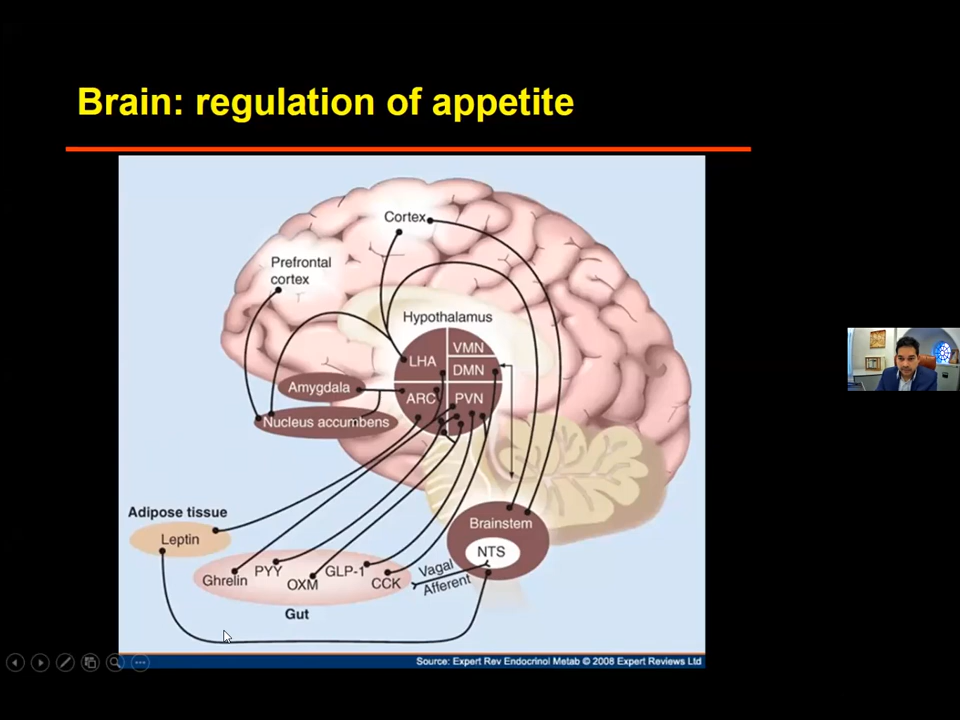 Brain: regulation of appetite
Cortex
Prefrontal
cortex
Hypothalamus
VMN
LHA
DMN
Amygdala
ARC
PVN
Nucleus accumbens
Adipose tissue
Leptin
Brainstem
NTS
Ghrelin
PYY
OXM
GLP-1
CCK
Vagal
Afferent
Gut
Source: Expert Rev Endocrinol Metab © 2008 Expert Reviews Ltd